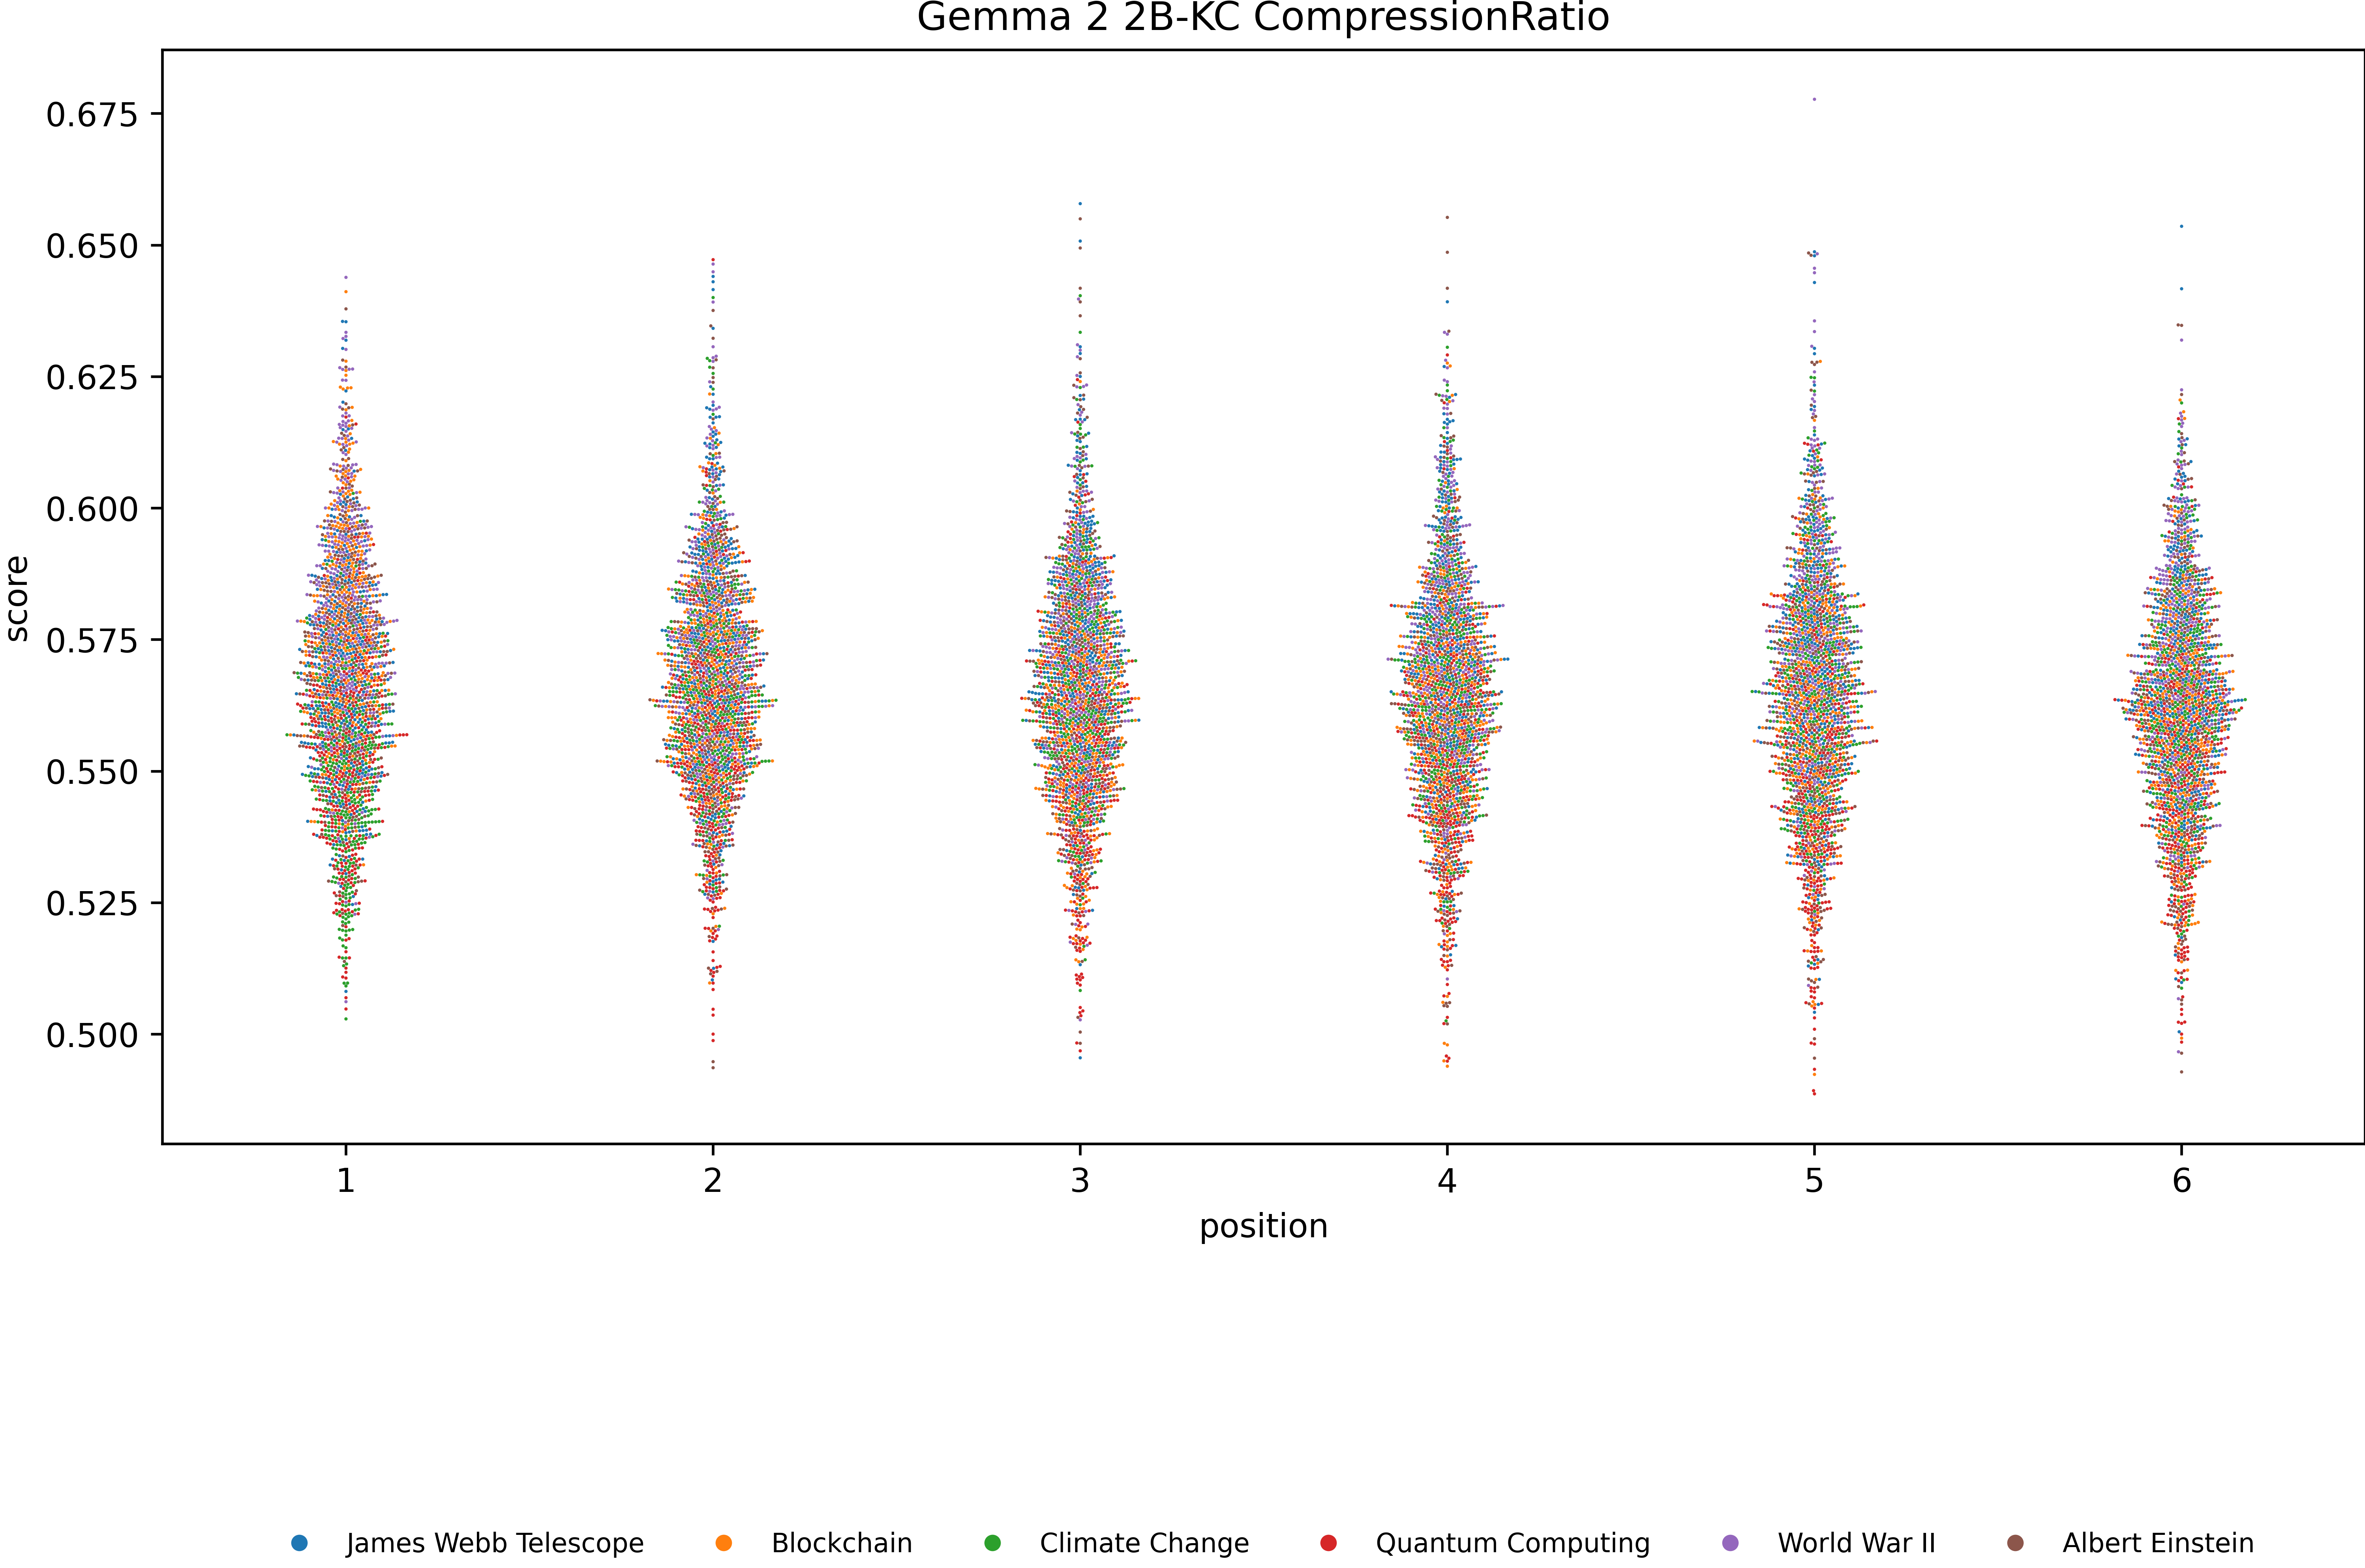 Gemma 2 2B-KC CompressionRatio
0.675
0.650
0.625
0.600
0.575
0.550
0.525
0.500
score
1 2 3 4 5 6
position
James Webb Telescope Blockchain Climate Change Quantum Computing World War II Albert Einstein